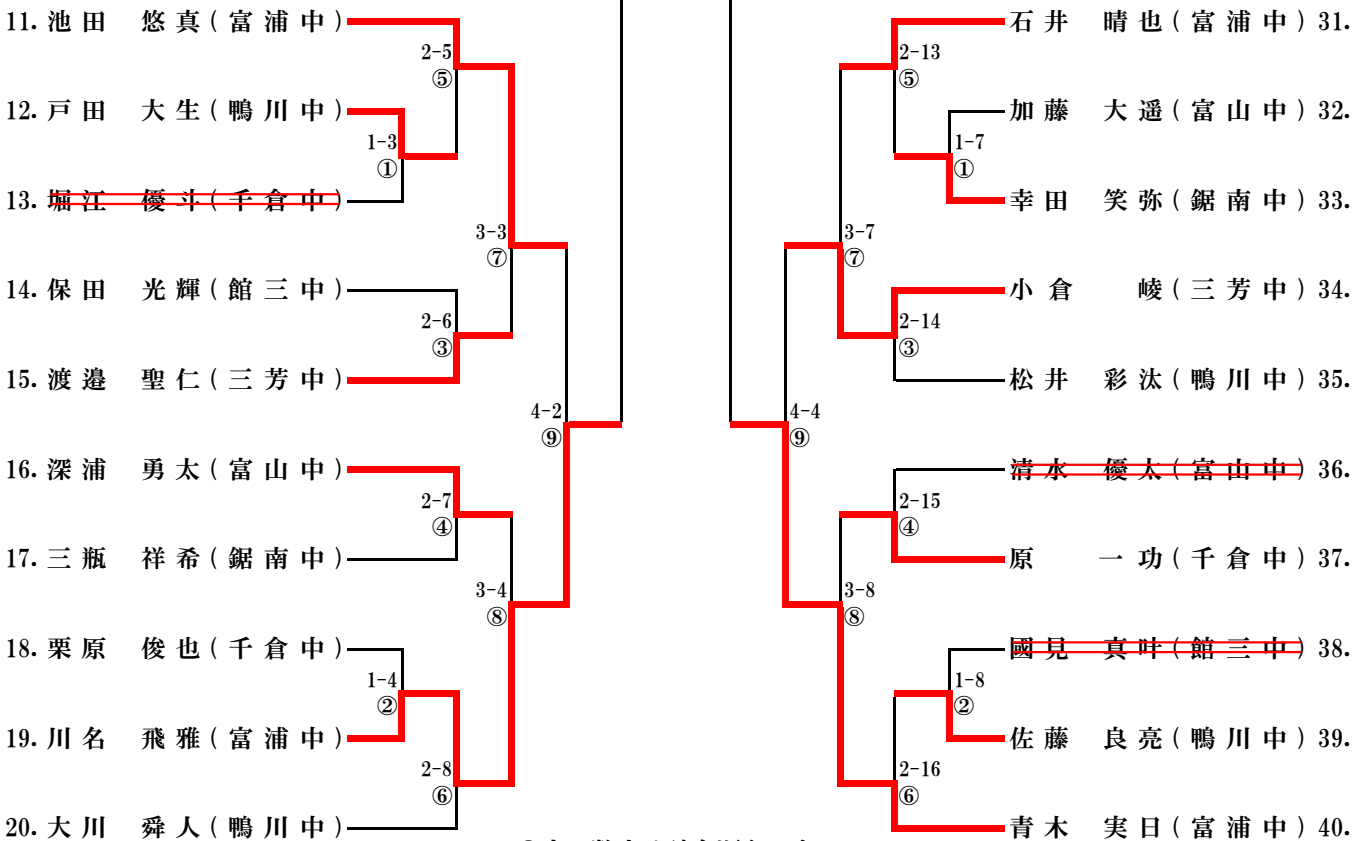 11. 池田 悠真(富浦中)
2-5
⑤
12. 戸田 大生(鴨川中)
1-3
①
13. 堀江 優斗(千倉中)
3-3
⑦
14. 保田 光輝(館三中)
2-6
③
15. 渡邉 聖仁(三芳中)
4-2
⑨
16. 深浦 勇太(富山中)
2-7
④
17. 三瓶 祥希(鋸南中)
3-4
⑧
18. 栗原 俊也(千倉中)
1-4
②
19. 川名 飛雅(富浦中)
2-8
⑥
20. 大川 舜人(鴨川中)
石井 晴也(富浦中) 31.
2-13
⑤
加藤 大遥(富山中) 32.
1-7
①
幸田 笑弥(鋸南中) 33.
3-7
⑦
小倉 崚(三芳中) 34.
2-14
③
松井 彩汰(鴨川中) 35.
4-4
⑨
清水 優太(富山中) 36.
2-15
④
原 一功(千倉中) 37.
3-8
⑧
國見 真叶(館三中) 38.
1-8
②
佐藤 良亮(鴨川中) 39.
2-16
⑥
青木 実日(富浦中) 40.